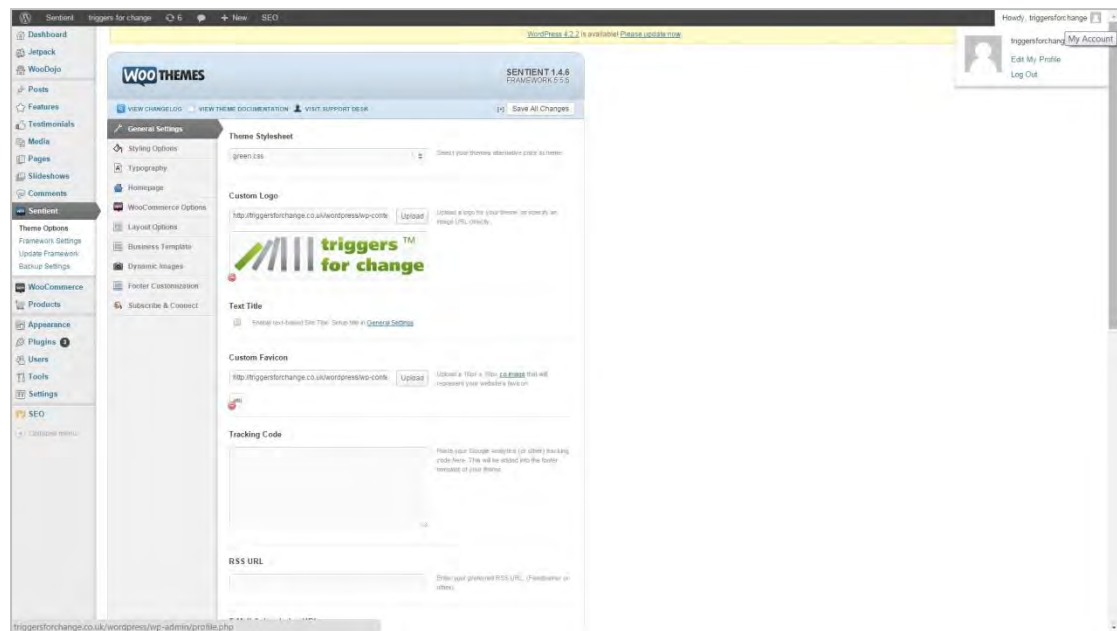 Sentient triggers for change 6 + New SEO Howdy, triggersforchange
WordPress 4.2.2 is available! Please update now.
triggersforchang
My Account
Edit My Profile
Log Out
Dashboard
Jetpack
WooDojo
Posts
Features
Testimonials
Media
Pages
Slideshows
Comments
Sentient
Theme Options
Framework Settings
Update Framework
Backup Settings
WooCommerce
Products
Appearance
Plugins 3
Users
Tools
Settings
SEO
Collapse menu
WOO THEMES
SENTIENT 1.4.6
FRAMEWORK 5.5.5
VIEW CHANGELOG VIEW THEME DOCUMENTATION VISIT SUPPORT DESK
[+] Save All Changes
General Settings
Styling Options
Typography
Homepage
WooCommerce Options
Layout Options
Business Template
Dynamic Images
Footer Customization
Subscribe & Connect
Theme Stylesheet
green.css
Select your themes alternative color scheme.
Custom Logo
http://triggersforchange.co.uk/wordpress/wp-conte
Upload
Upload a logo for your theme, or specify an
image URL directly.
triggers ™
for change
Text Title
Enable text-based Site Title. Setup title in General Settings
Custom Favicon
http://triggersforchange.co.uk/wordpress/wp-conte
Upload
Upload a 16px x 16px ico image that will
represent your website's favicon.
Tracking Code
Paste your Google Analytics (or other) tracking
code here. This will be added into the footer
template of your theme.
RSS URL
Enter your preferred RSS URL. (Feedburner or
other)
triggersforchange.co.uk/wordpress/wp-admin/profile.php